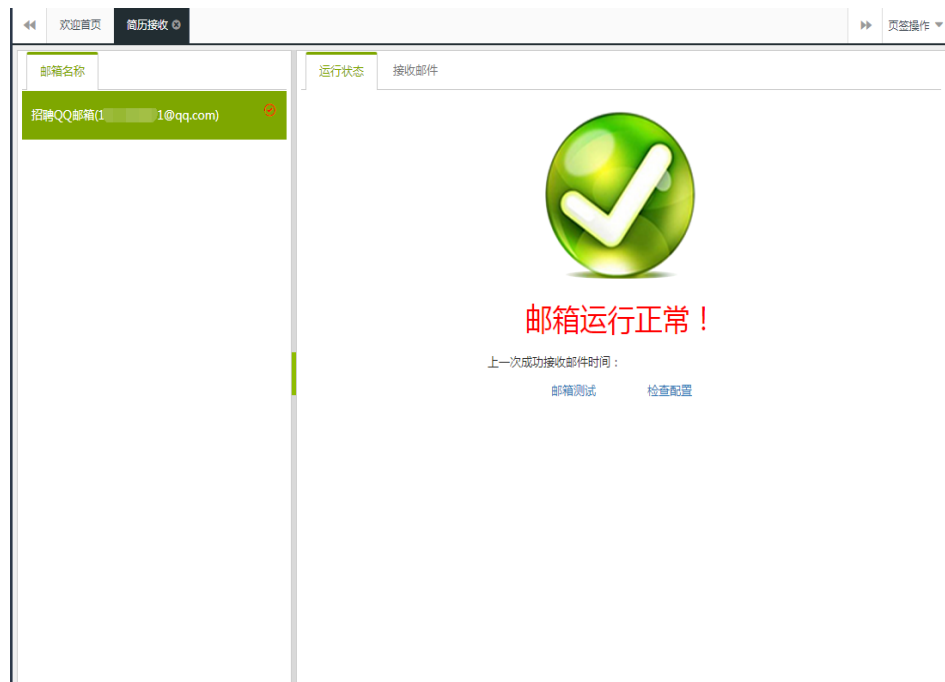 欢迎首页 简历接收 页签操作
邮箱名称
运行状态 接收邮件
招聘QQ邮箱(1 1@qq.com)
邮箱运行正常！
上一次成功接收邮件时间：
邮箱测试 检查配置